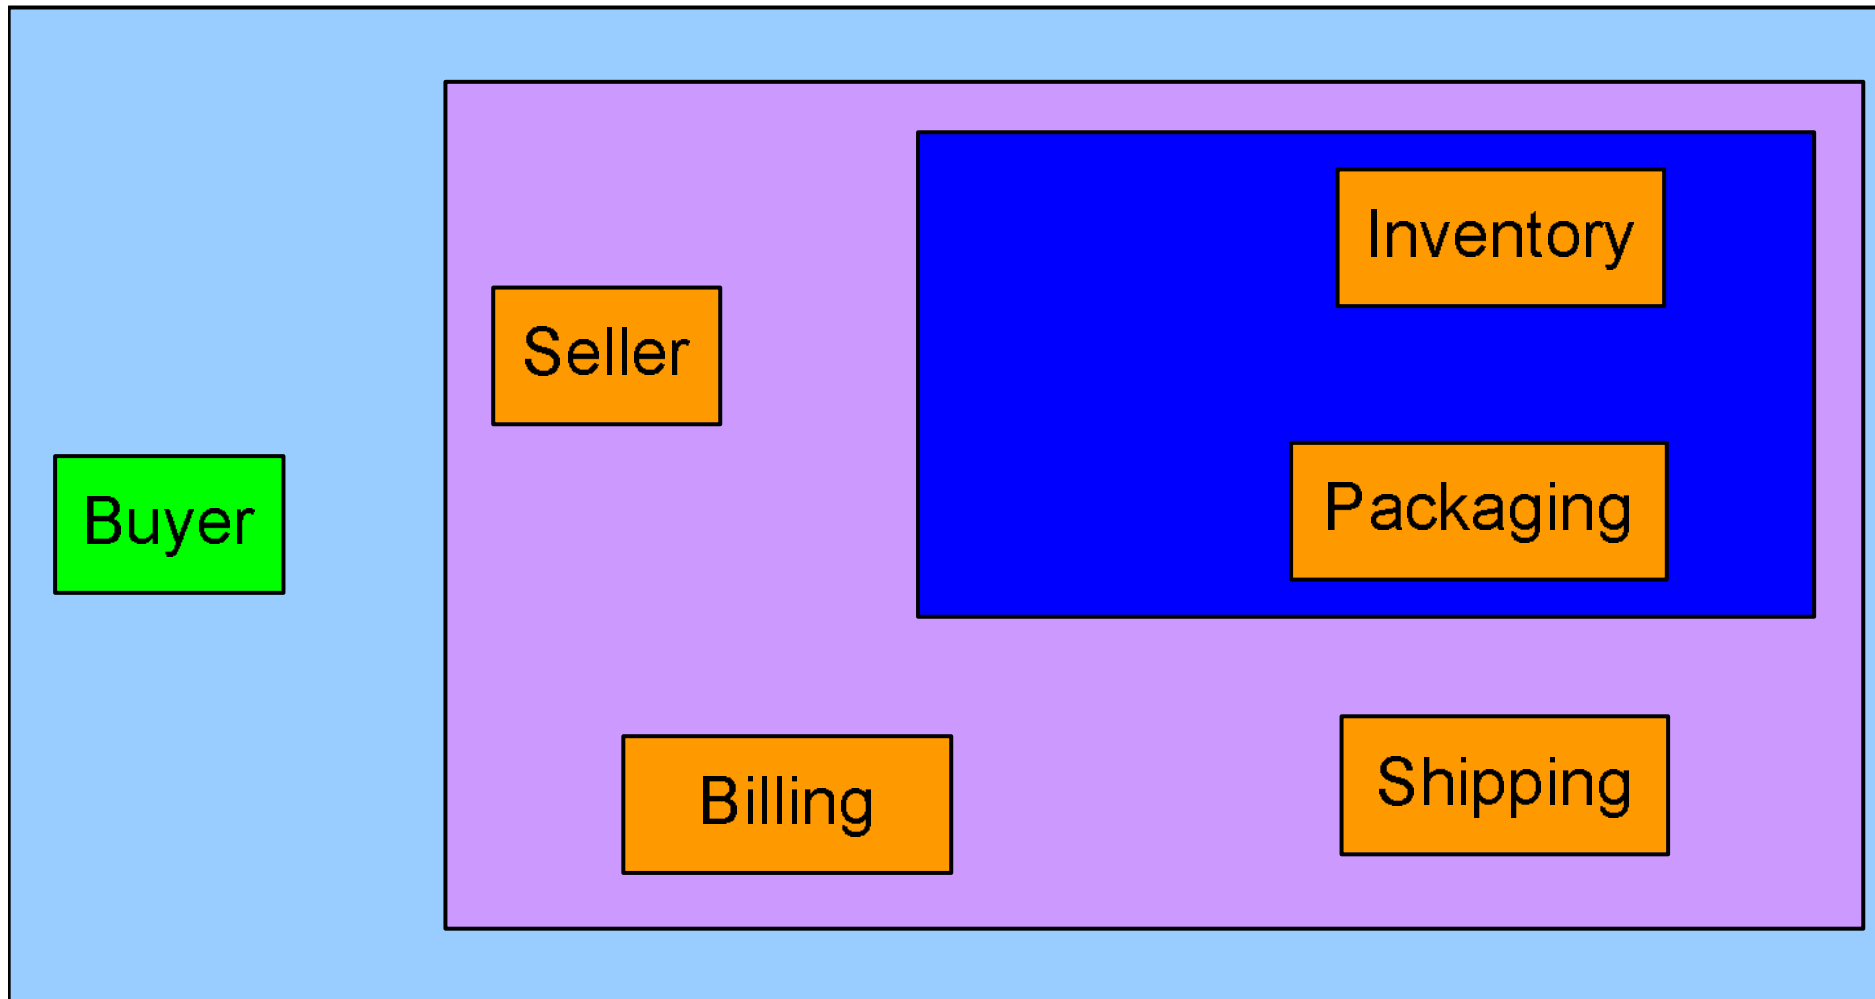 Inventory
Seller
Buyer
Packaging
Billing
Shipping